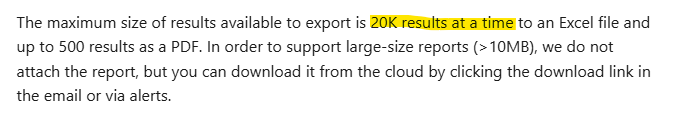 The maximum size of results available to export is 20K results at a time to an Excel file and
up to 500 results as a PDF. In order to support large-size reports (>10MB), we do not
attach the report, but you can download it from the cloud by clicking the download link in
the email or via alerts.